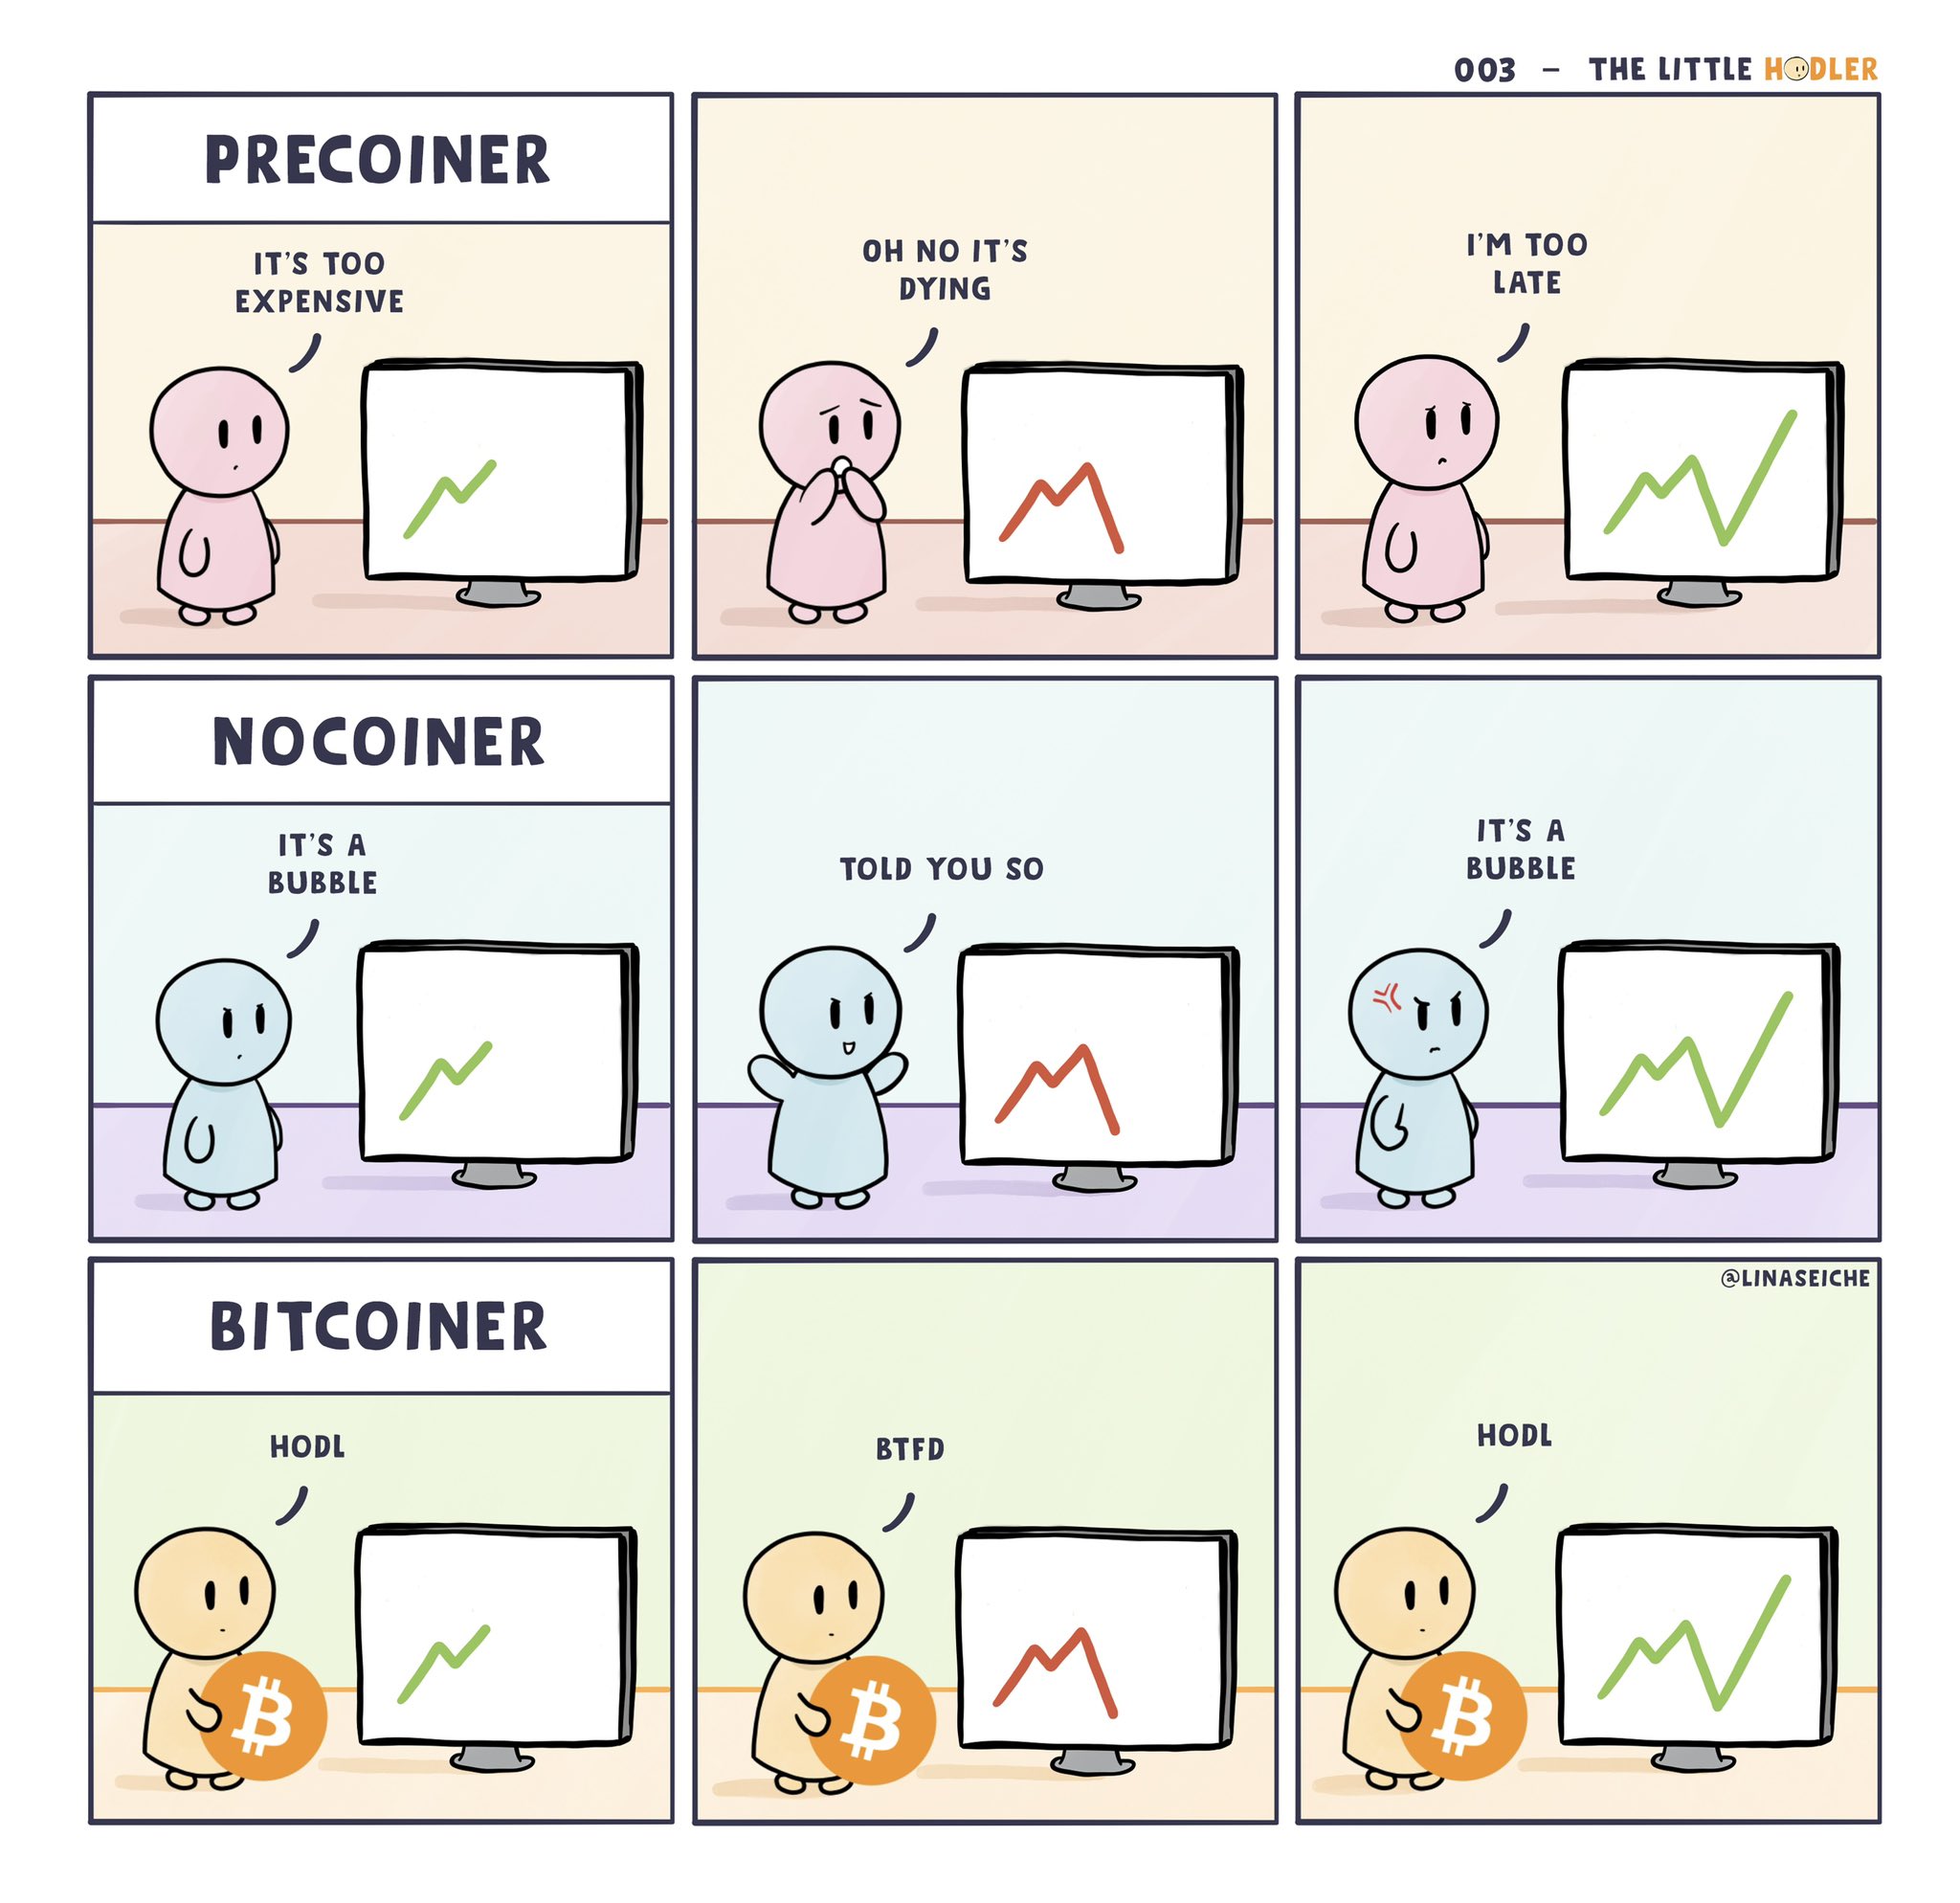 003 – THE LITTLE HODLER
PRECOINER
IT'S TOO
EXPENSIVE
OH NO IT'S
DYING
I'M TOO
LATE
NOCOINER
IT'S A
BUBBLE
TOLD YOU SO
IT'S A
BUBBLE
BITCOINER
HODL
BTFD
@LINASEICHE
HODL